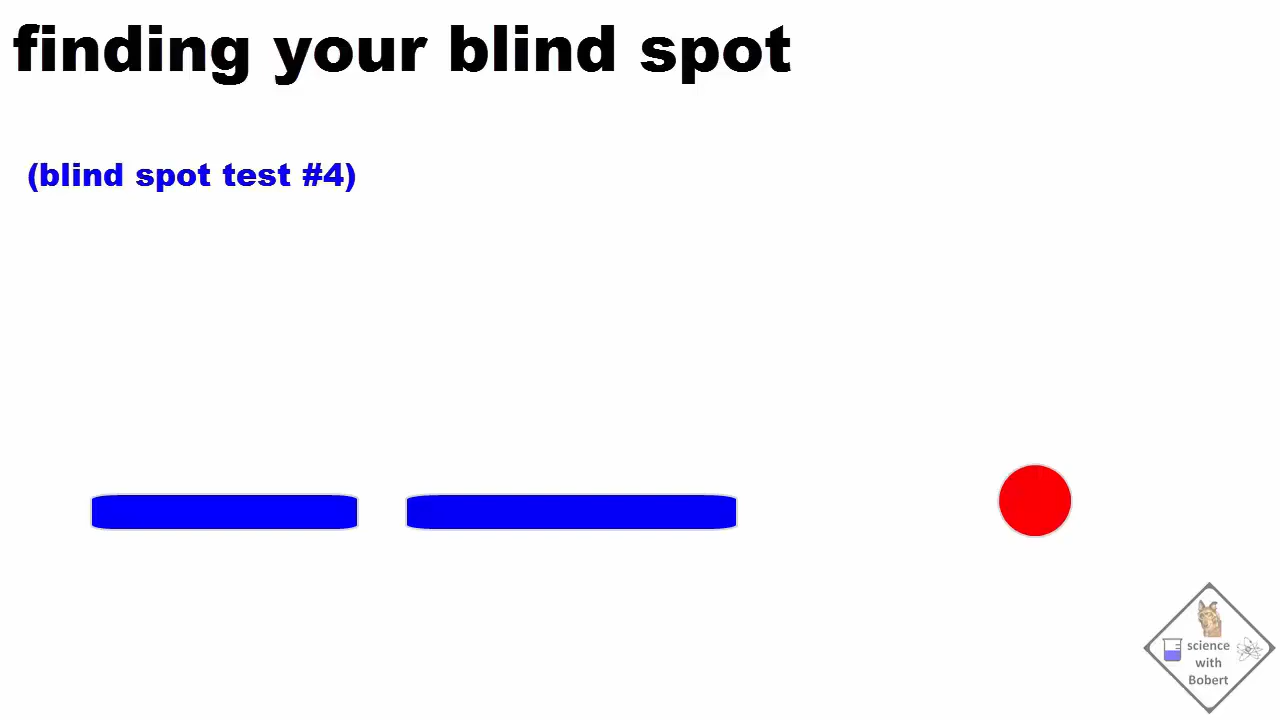 finding your blind spot
(blind spot test #4)
science
with
Bobert